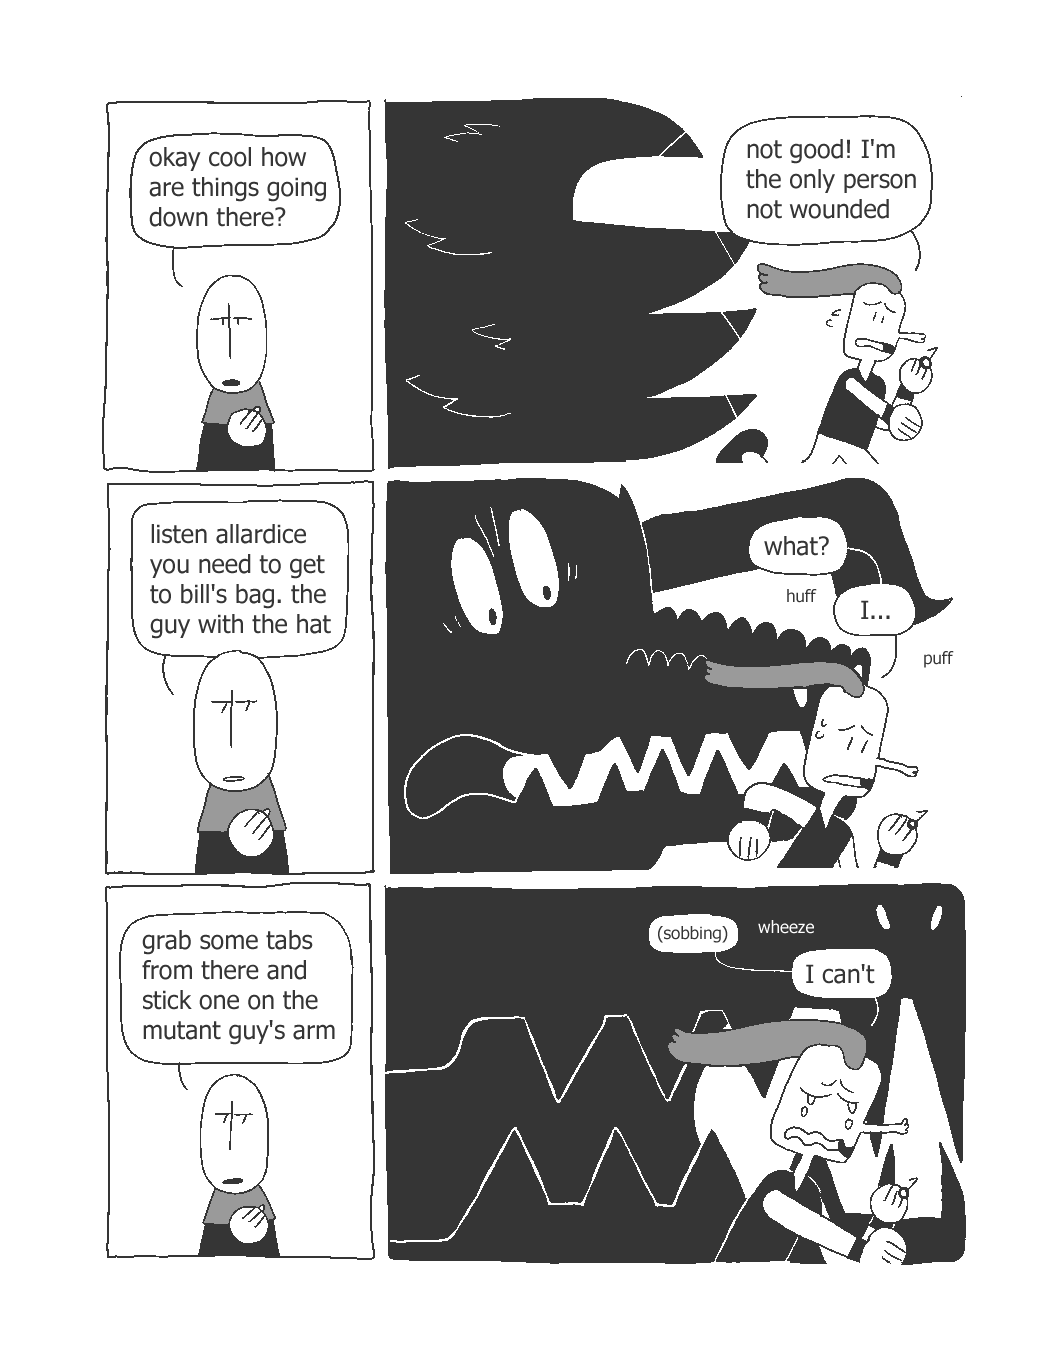 okay cool how
are things going
down there?
not good! I'm
the only person
not wounded
listen allardice
you need to get
to bill's bag. the
guy with the hat
what?
huff
I...
puff
grab some tabs
from there and
stick one on the
mutant guy's arm
(sobbing)
wheeze
I can't